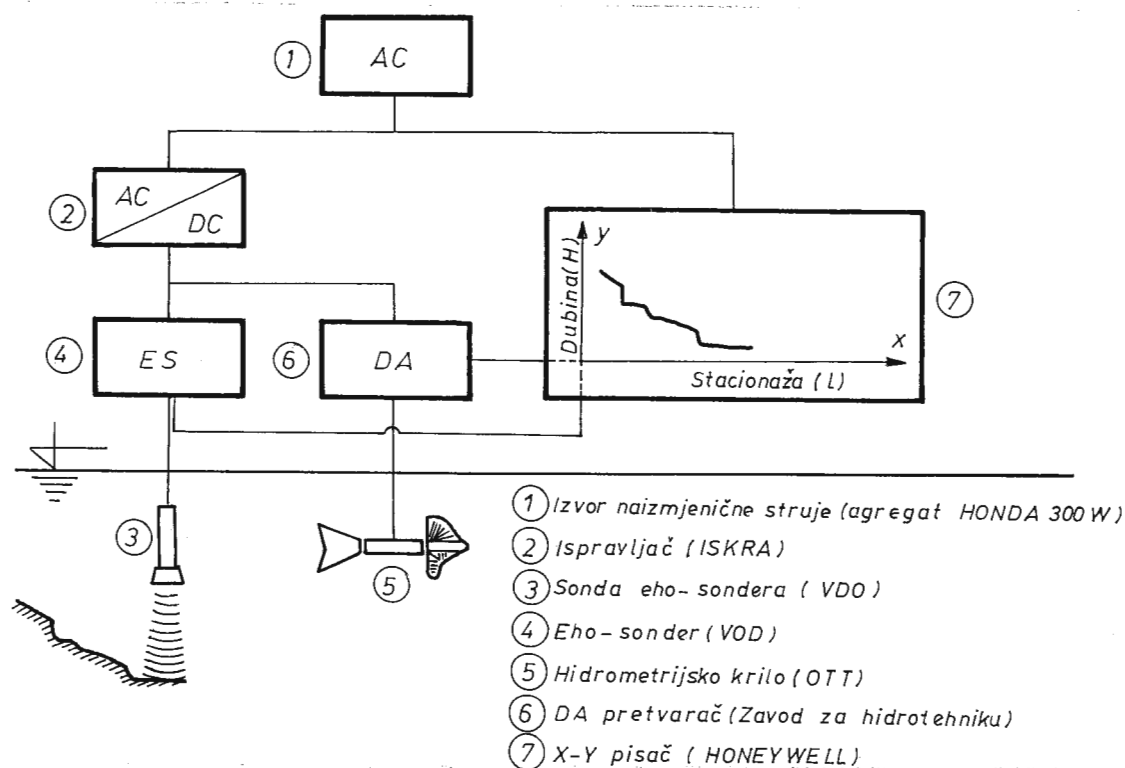 1 AC
2 AC DC
4 ES
6 DA
y
Dubina(H)
x
Stacionaža (l)
7
3
5
1 Izvor naizmjenične struje (agregat HONDA 300 W)
2 Ispravljač (ISKRA)
3 Sonda eho-sondera ( VDO )
4 Eho-sonder (VOD)
5 Hidrometrijsko krilo (OTT)
6 DA pretvarač (Zavod za hidrotehniku)
7 X-Y pisač ( HONEYWELL)